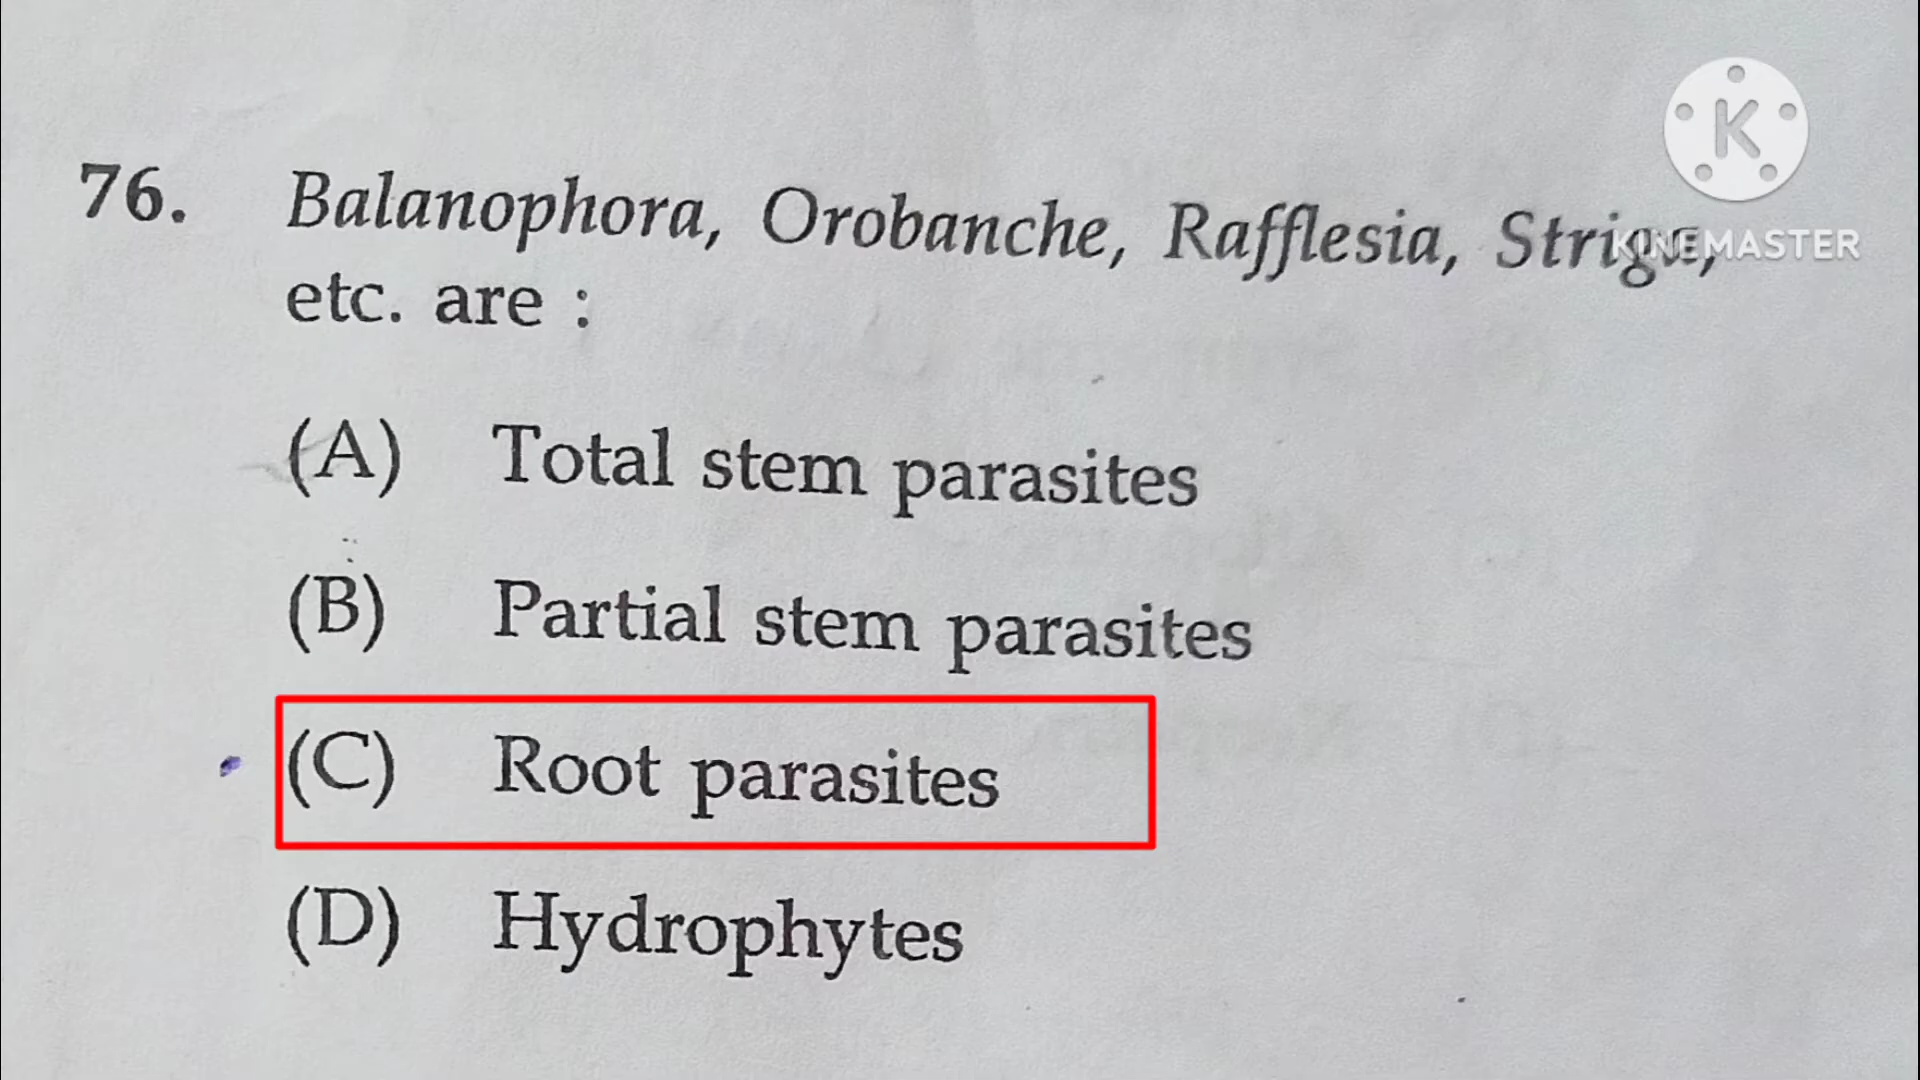 76. Balanophora, Orobanche, Rafflesia, Striga,
etc. are :
(A) Total stem parasites
(B) Partial stem parasites
(C) Root parasites
(D) Hydrophytes
K
KINEMASTER